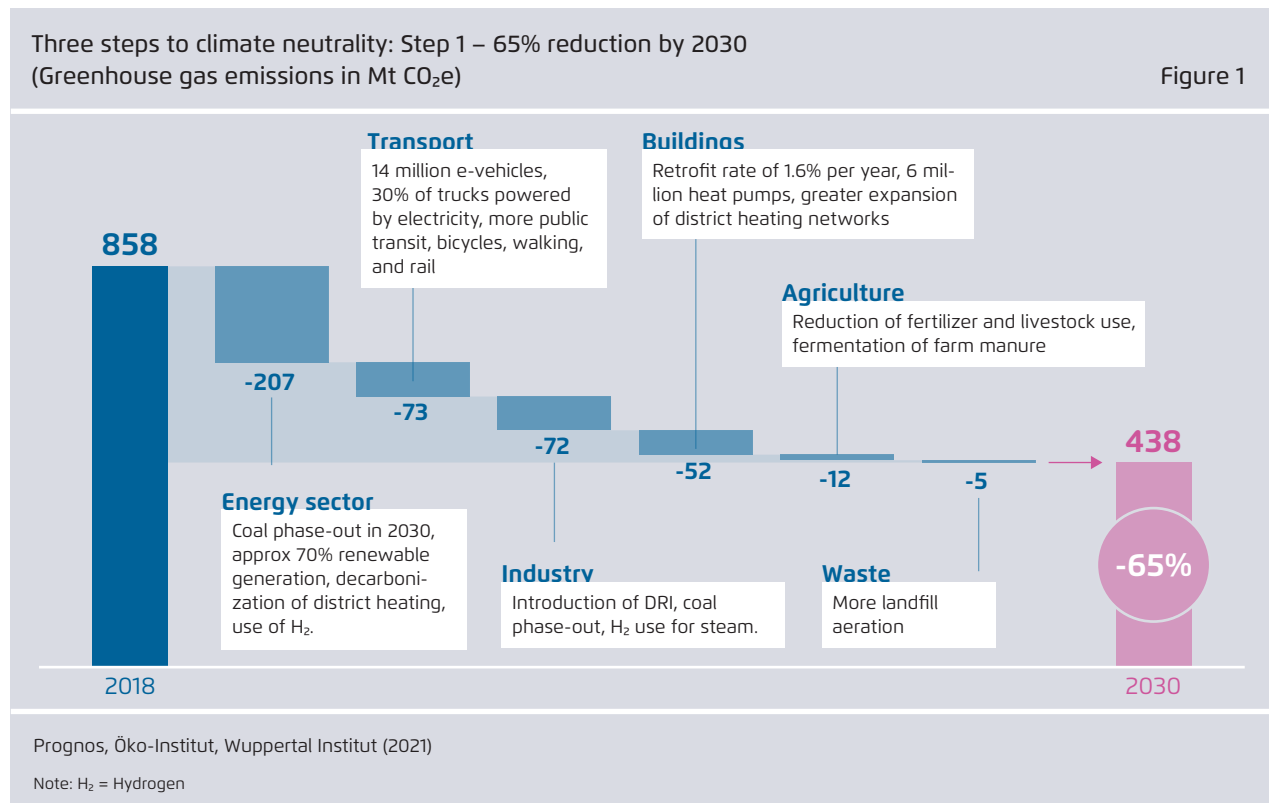 Three steps to climate neutrality: Step 1 – 65% reduction by 2030
(Greenhouse gas emissions in Mt CO₂e)
Figure 1
Transport
14 million e-vehicles,
30% of trucks powered
by electricity, more public
transit, bicycles, walking,
and rail
Buildings
Retrofit rate of 1.6% per year, 6 mil-
lion heat pumps, greater expansion
of district heating networks
858
Agriculture
Reduction of fertilizer and livestock use,
fermentation of farm manure
-207
-73
-72
-52
-12
-5
438
Energy sector
Coal phase-out in 2030,
approx 70% renewable
generation, decarboni-
zation of district heating,
use of H₂.
Industry
Introduction of DRI, coal
phase-out, H₂ use for steam.
Waste
More landfill
aeration
-65%
2018
2030
Prognos, Öko-Institut, Wuppertal Institut (2021)
Note: H₂ = Hydrogen